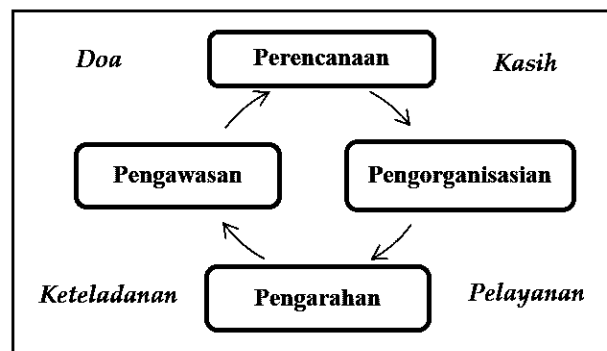 Doa
Perencanaan
Kasih
Pengawasan
Pengorganisasian
Keteladanan
Pengarahan
Pelayanan